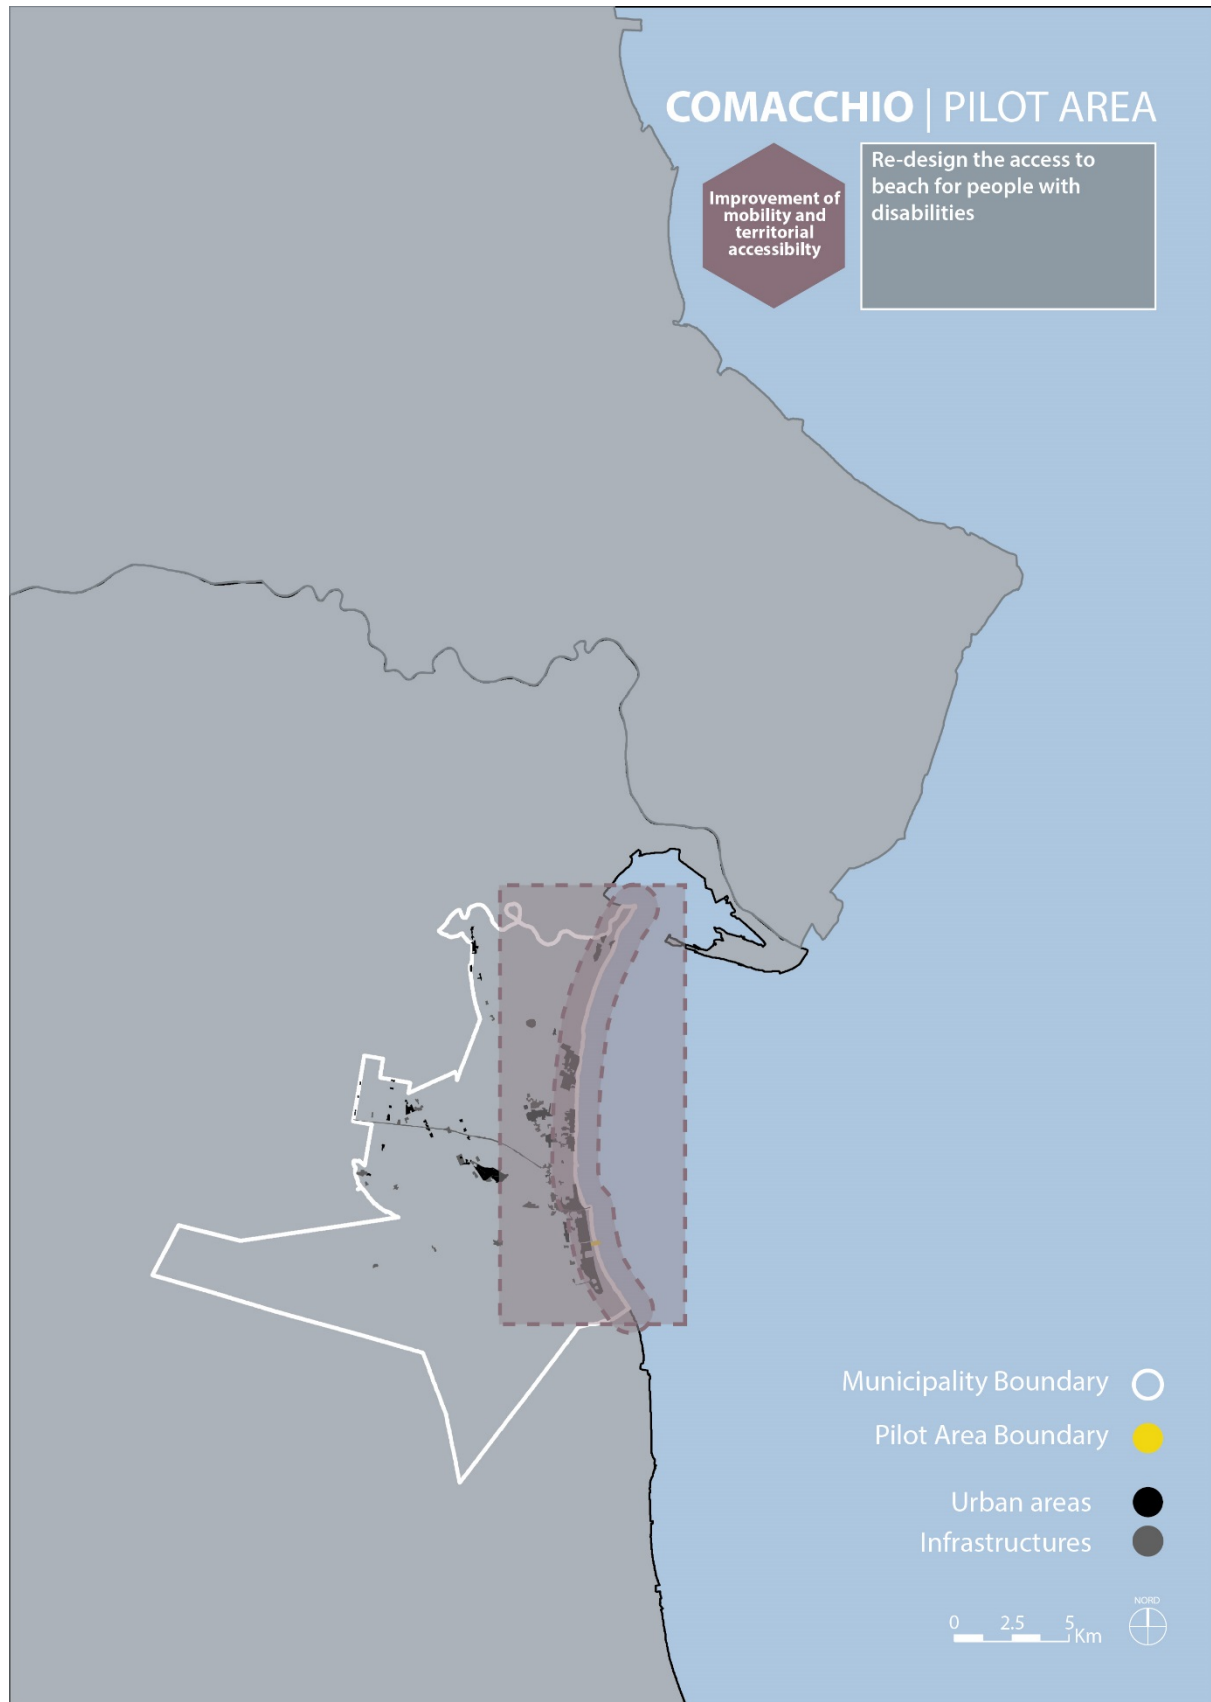 COMACCHIO | PILOT AREA
Improvement of
mobility and
territorial
accessibilty
Re-design the access to
beach for people with
disabilities
Municipality Boundary
Pilot Area Boundary
Urban areas
Infrastructures
NORD
0 2.5 5 Km